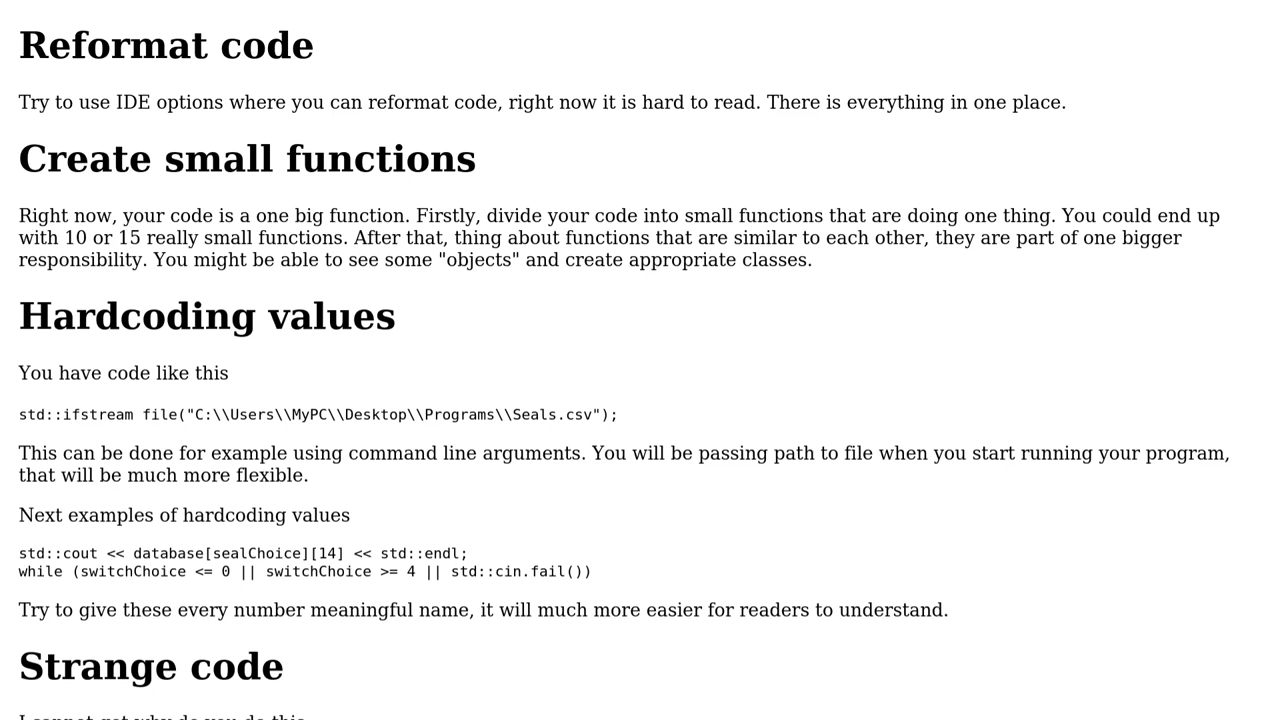 Reformat code
Try to use IDE options where you can reformat code, right now it is hard to read. There is everything in one place.
Create small functions
Right now, your code is a one big function. Firstly, divide your code into small functions that are doing one thing. You could end up
with 10 or 15 really small functions. After that, thing about functions that are similar to each other, they are part of one bigger
responsibility. You might be able to see some "objects" and create appropriate classes.
Hardcoding values
You have code like this
std::ifstream file("C:\\Users\\MyPC\\Desktop\\Programs\\Seals.csv");
This can be done for example using command line arguments. You will be passing path to file when you start running your program,
that will be much more flexible.
Next examples of hardcoding values
std::cout << database[sealChoice][14] << std::endl;
while (switchChoice <= 0 || switchChoice >= 4 || std::cin.fail())
Try to give these every number meaningful name, it will much more easier for readers to understand.
Strange code
I cannot get why do you do this